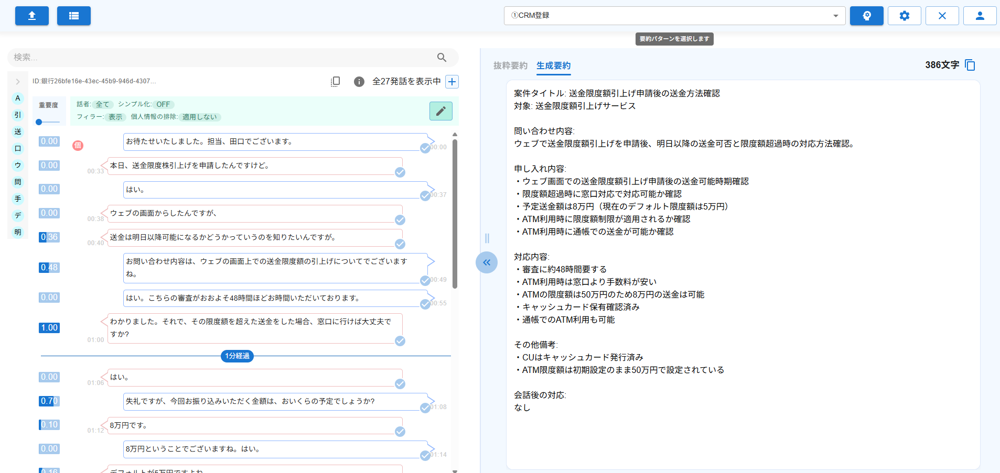 ①CRM登録
要約パターンを選択します
検索...
ID:銀行26bfe16e-43ec-45b9-946d-4307...
全27発話を表示中
A
引
送
口
ウ
問
手
デ
明
重要度
話者: 全て シンプル化: OFF
フィラー: 表示 個人情報の排除: 適用しない
0.00
個
お待たせいたしました。担当、田口でございます。
00:00
0.00
00:33
本日、送金限度株引上げを申請したんですけど。
0.00
はい。
00:37
0.00
00:38
ウェブの画面からしたんですが、
0.36
00:40
送金は明日以降可能になるかどうかっていうのを知りたいんですが。
0.48
お問い合わせ内容は、ウェブの画面上での送金限度額の引上げについてでございます
ね。
00:49
0.00
はい。こちらの審査がおおよそ48時間ほどお時間いただいております。
00:55
1.00
わかりました。それで、その限度額を超えた送金をした場合、窓口に行けば大丈夫で
すか?
01:00
1分経過
0.00
01:06
はい。
0.70
失礼ですが、今回お振り込みいただく金額は、おいくらの予定でしょうか?
01:08
0.10
01:12
8万円です。
0.00
8万円ということでございますね。はい。
01:14
0.16
デフォルトが5万円ですよね
抜粋要約 生成要約
386文字
案件タイトル: 送金限度額引上げ申請後の送金方法確認
対象: 送金限度額引上げサービス
問い合わせ内容:
ウェブで送金限度額引上げを申請後、明日以降の送金可否と限度額超過時の対応方法確認。
申し入れ内容:
・ウェブ画面での送金限度額引上げ申請後の送金可能時期確認
・限度額超過時に窓口対応で対応可能か確認
・予定送金額は8万円（現在のデフォルト限度額は5万円）
・ATM利用時に限度額制限が適用されるか確認
・ATM利用時に通帳での送金が可能か確認
対応内容:
・審査に約48時間要する
・ATM利用時は窓口より手数料が安い
・ATMの限度額は50万円のため8万円の送金は可能
・キャッシュカード保有確認済み
・通帳でのATM利用も可能
その他備考:
・CUはキャッシュカード発行済み
・ATM限度額は初期設定のまま50万円で設定されている
会話後の対応:
なし